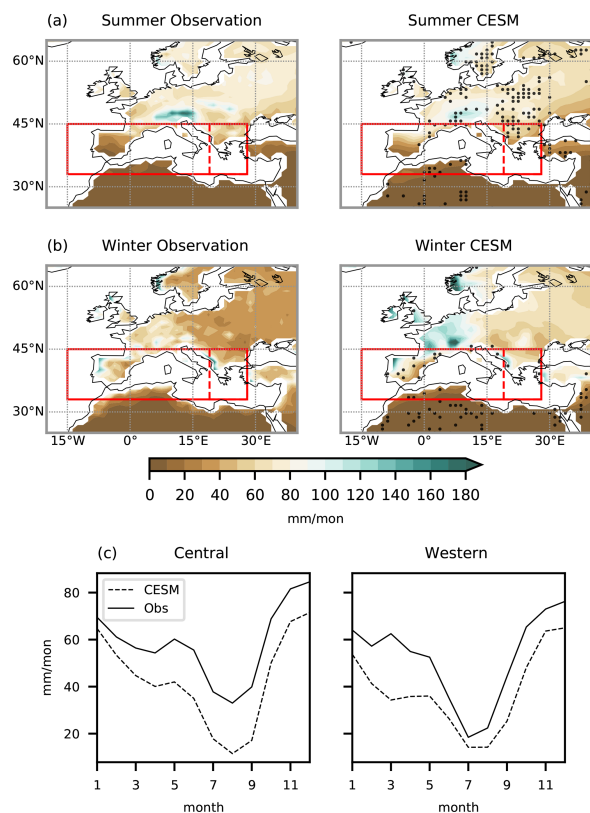 (a) Summer Observation Summer CESM
60°N
45°N
30°N
(b) Winter Observation Winter CESM
60°N
45°N
30°N
15°W 0° 15°E 30°E 15°W 0° 15°E 30°E
0 20 40 60 80 100 120 140 160 180
mm/mon
(c) Central Western
CESM
Obs
80
60
40
20
mm/mon
1 3 5 7 9 11 1 3 5 7 9 11
month month